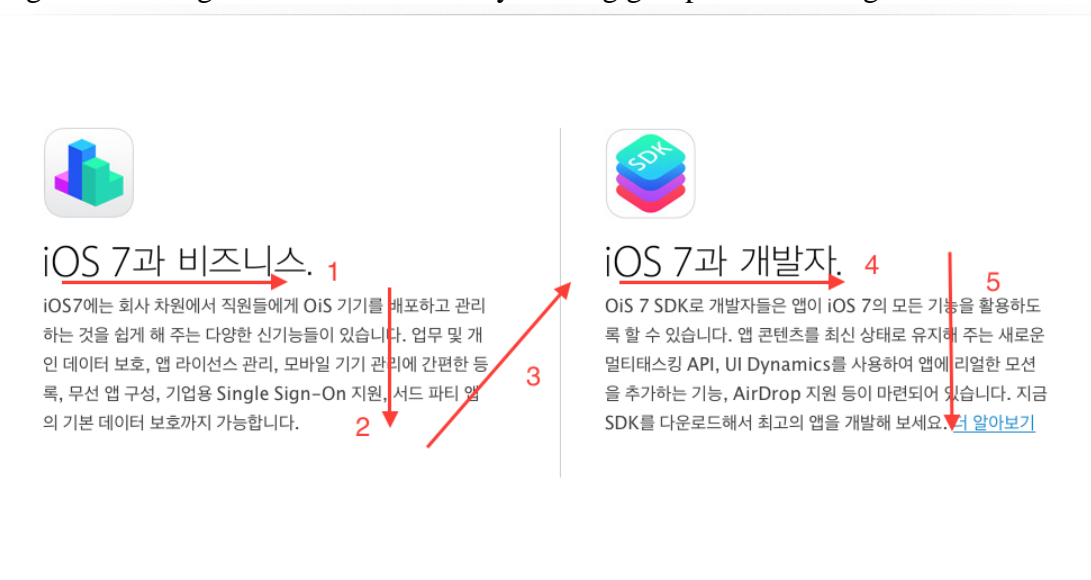 SDK
iOS 7과 비즈니스. 1
iOS7에는 회사 차원에서 직원들에게 OiS 기기를 배포하고 관리
하는 것을 쉽게 해 주는 다양한 신기능들이 있습니다. 업무 및 개
인 데이터 보호, 앱 라이선스 관리, 모바일 기기 관리에 간편한 등
록, 무선 앱 구성, 기업용 Single Sign-On 지원, 서드 파티 앱
의 기본 데이터 보호까지 가능합니다.
2
3
iOS 7과 개발자. 4
5
OiS 7 SDK로 개발자들은 앱이 iOS 7의 모든 기능을 활용하도
록 할 수 있습니다. 앱 콘텐츠를 최신 상태로 유지해 주는 새로운
멀티태스킹 API, UI Dynamics를 사용하여 앱에 리얼한 모션
을 추가하는 기능, AirDrop 지원 등이 마련되어 있습니다. 지금
SDK를 다운로드해서 최고의 앱을 개발해 보세요. 더 알아보기